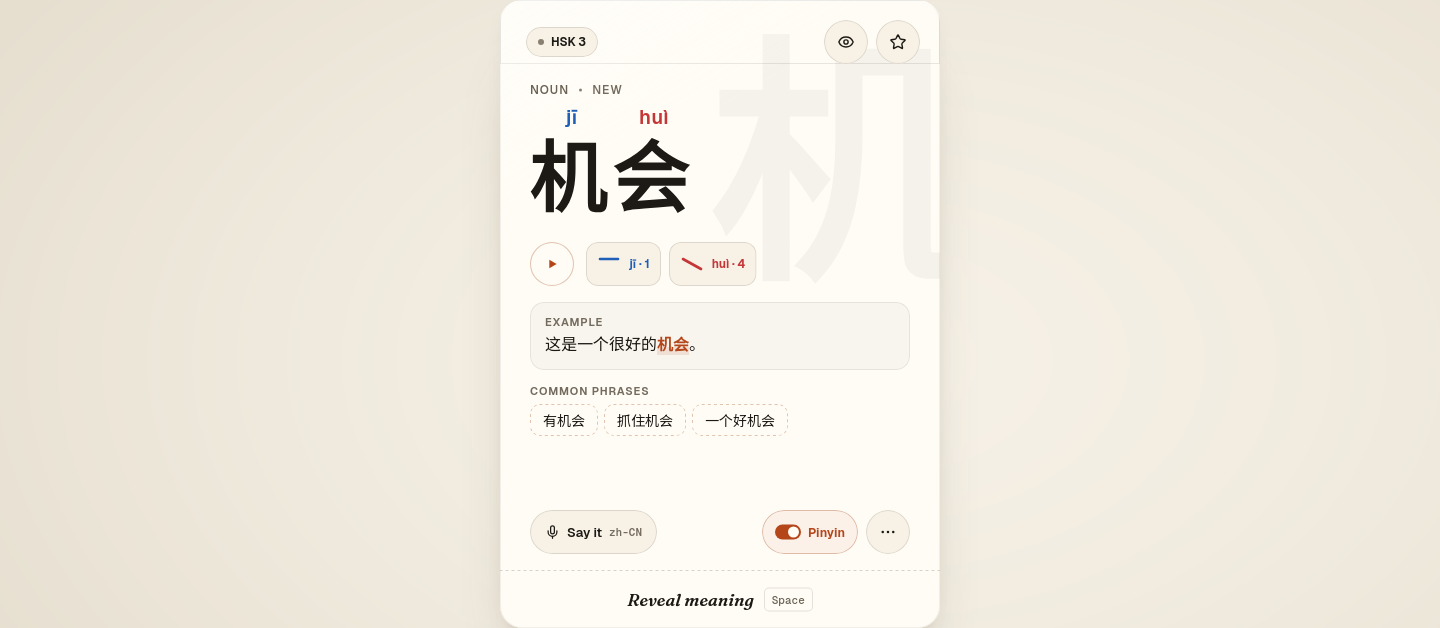 HSK 3
NOUN • NEW
jī huì
机会
jī · 1 huì · 4
EXAMPLE
这是一个很好的机会。
COMMON PHRASES
有机会 抓住机会 一个好机会
Say it zh-CN Pinyin
Reveal meaning Space
机